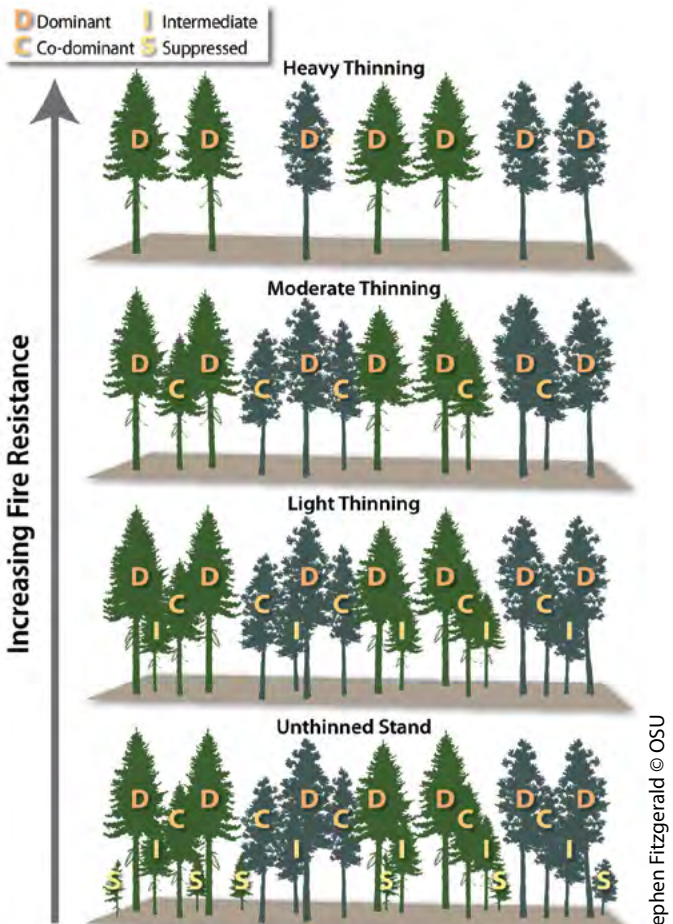 D Dominant I Intermediate
C Co-dominant S Suppressed
Heavy Thinning
D D D D D D D
Moderate Thinning
D C D C D C D D C D C D
Light Thinning
D D D D D D D
C C C C C
I I I I I
Unthinned Stand
D D D D D D D
C C C C C
I I I I I
S S S S S S
Increasing Fire Resistance
ephen Fitzgerald © OSU